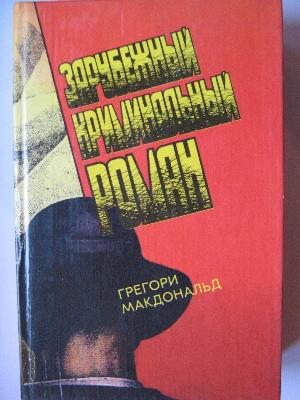 ЗАРУБЕЖНЫЙ
КРИМИНАЛЬНЫЙ
РОМАН
ГРЕГОРИ
МАКДОНАЛЬД